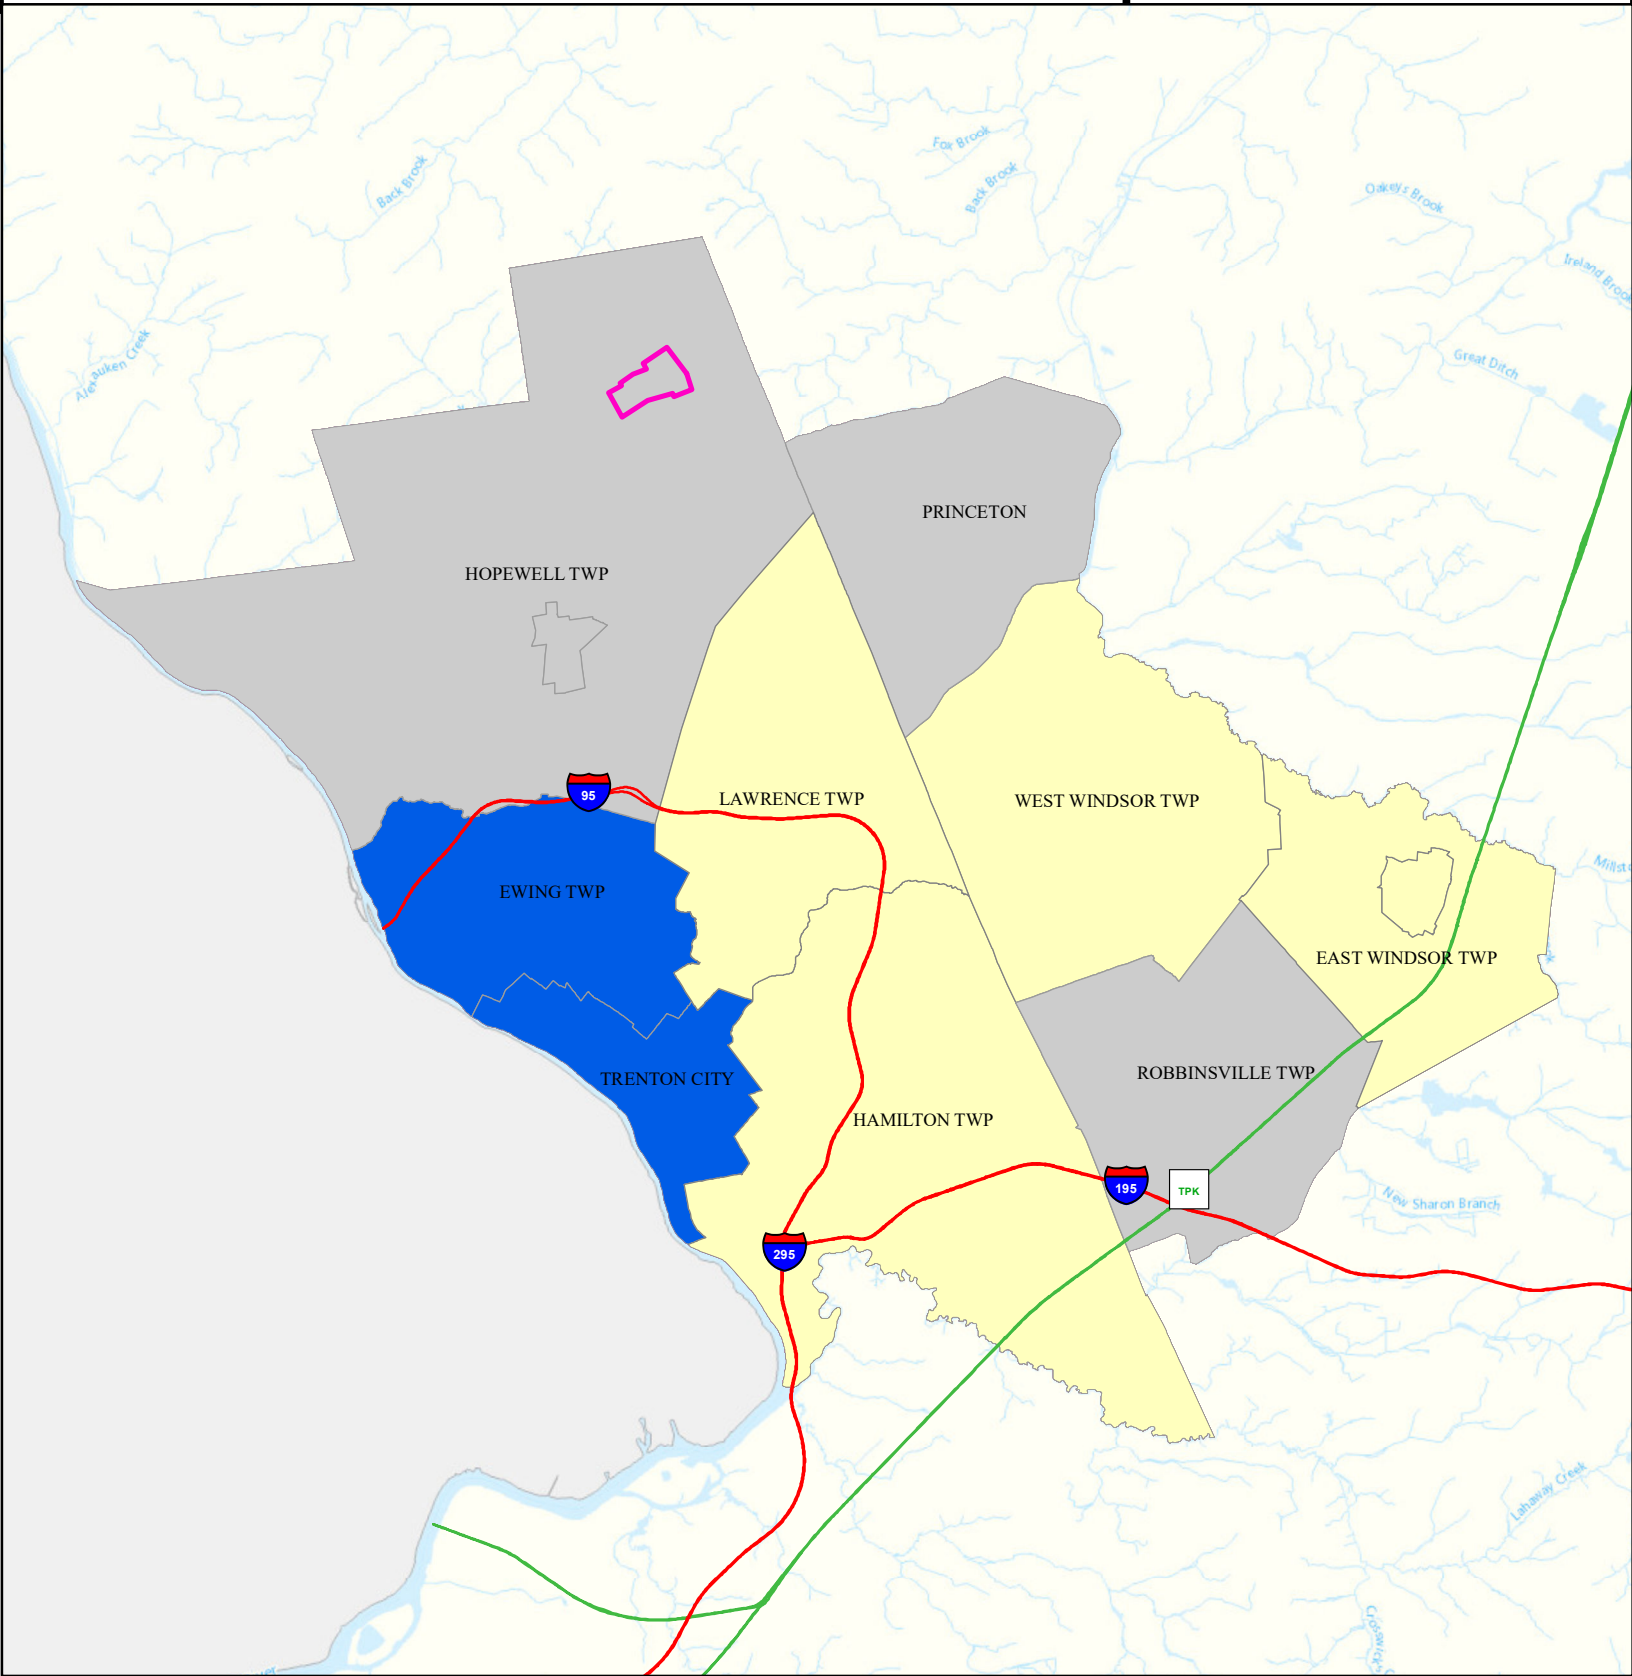 Fox Brook
Back Brook
Back Brook
Oakeys Brook
Ireland Brook
Alexauken Creek
Great Ditch
PRINCETON
HOPEWELL TWP
95
LAWRENCE TWP
WEST WINDSOR TWP
EWING TWP
EAST WINDSOR TWP
ROBBINSVILLE TWP
TRENTON CITY
HAMILTON TWP
195
TPK
New Sharon Branch
295
Lahaway Creek